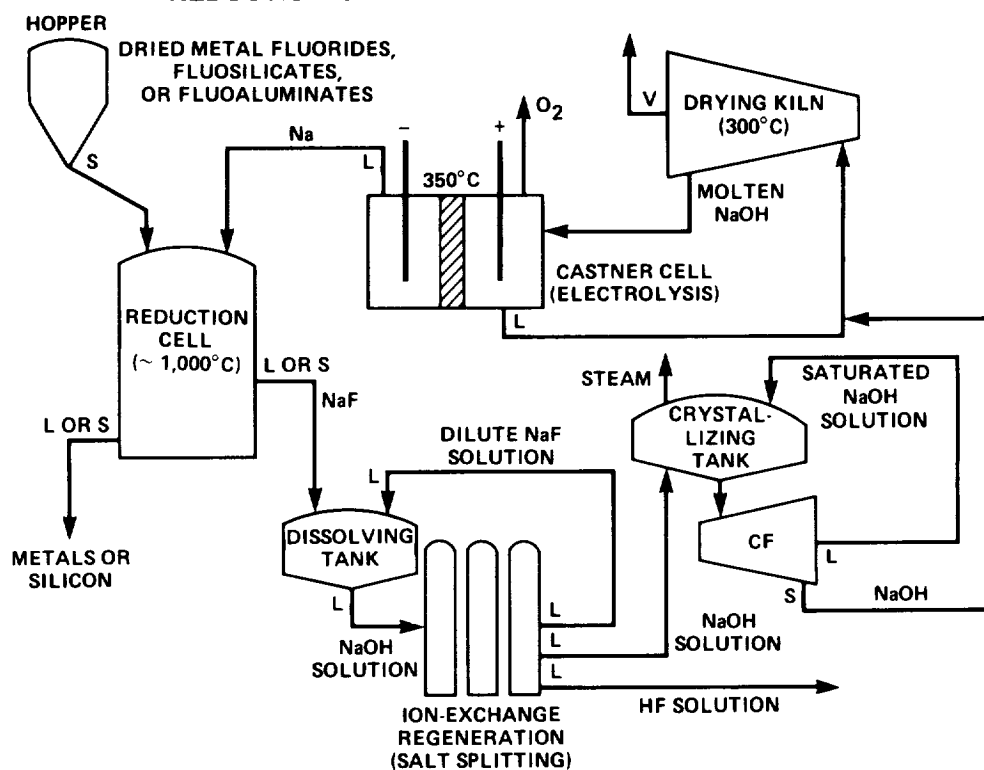 HOPPER
DRIED METAL FLUORIDES,
FLUOSILICATES,
OR FLUOALUMINATES
S
Na
L
−
+
O2
350°C
V
DRYING KILN
(300°C)
MOLTEN
NaOH
CASTNER CELL
(ELECTROLYSIS)
L
REDUCTION
CELL
(~ 1,000°C)
L OR S
NaF
L OR S
METALS OR
SILICON
STEAM
SATURATED
NaOH
SOLUTION
CRYSTAL-
LIZING
TANK
DILUTE NaF
SOLUTION
L
DISSOLVING
TANK
L
NaOH
SOLUTION
CF
L
S
NaOH
L
L
L
NaOH
SOLUTION
HF SOLUTION
ION-EXCHANGE
REGENERATION
(SALT SPLITTING)